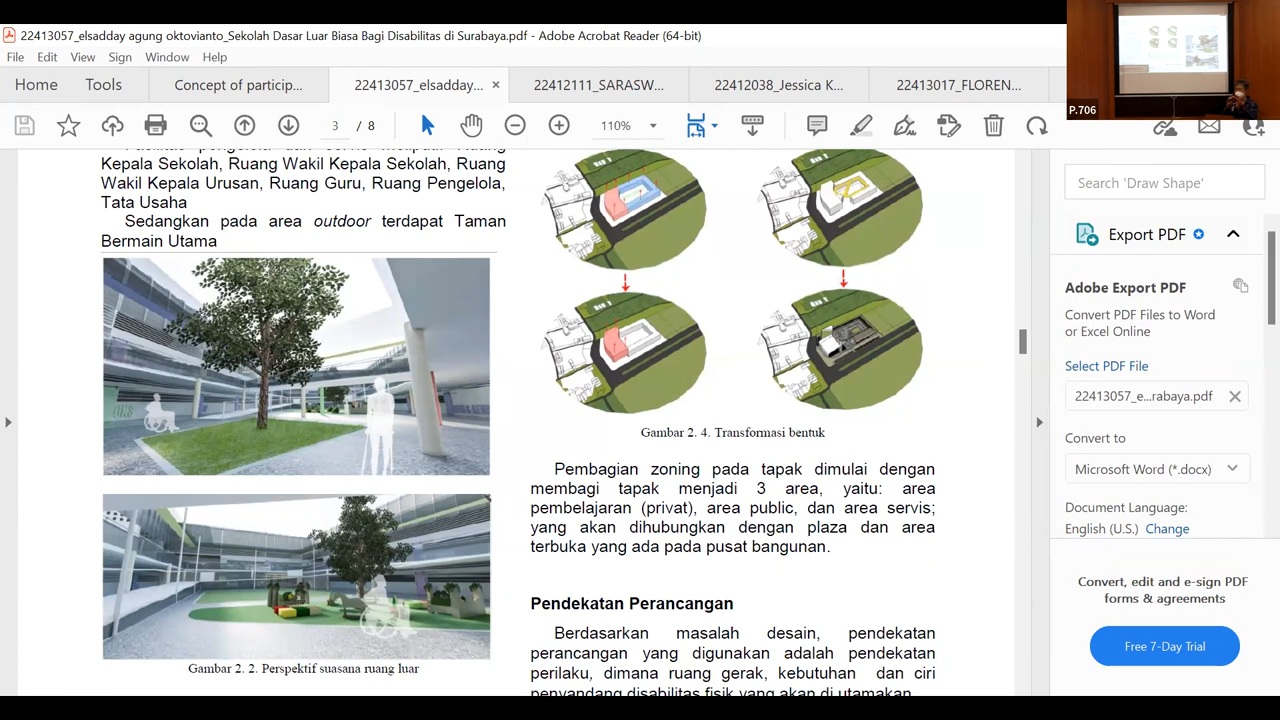 22413057_elsadday agung oktovianto_Sekolah Dasar Luar Biasa Bagi Disabilitas di Surabaya.pdf - Adobe Acrobat Reader (64-bit)
File Edit View Sign Window Help
Home Tools Concept of particip... 22413057_elsadday... × 22412111_SARASW... 22412038_Jessica K... 22413017_FLOREN...
P.706
3 / 8 110%
Kepala Sekolah, Ruang Wakil Kepala Sekolah, Ruang
Wakil Kepala Urusan, Ruang Guru, Ruang Pengelola,
Tata Usaha
Sedangkan pada area outdoor terdapat Taman
Bermain Utama
Gambar 2. 2. Perspektif suasana ruang luar
Gambar 2. 4. Transformasi bentuk
Pembagian zoning pada tapak dimulai dengan
membagi tapak menjadi 3 area, yaitu: area
pembelajaran (privat), area public, dan area servis;
yang akan dihubungkan dengan plaza dan area
terbuka yang ada pada pusat bangunan.
Pendekatan Perancangan
Berdasarkan masalah desain, pendekatan
perancangan yang digunakan adalah pendekatan
perilaku, dimana ruang gerak, kebutuhan dan ciri
penyandang disabilitas fisik yang akan di utamakan
Search 'Draw Shape'
Export PDF
Adobe Export PDF
Convert PDF Files to Word
or Excel Online
Select PDF File
22413057_e...rabaya.pdf
Convert to
Microsoft Word (*.docx)
Document Language:
English (U.S.) Change
Convert, edit and e-sign PDF
forms & agreements
Free 7-Day Trial